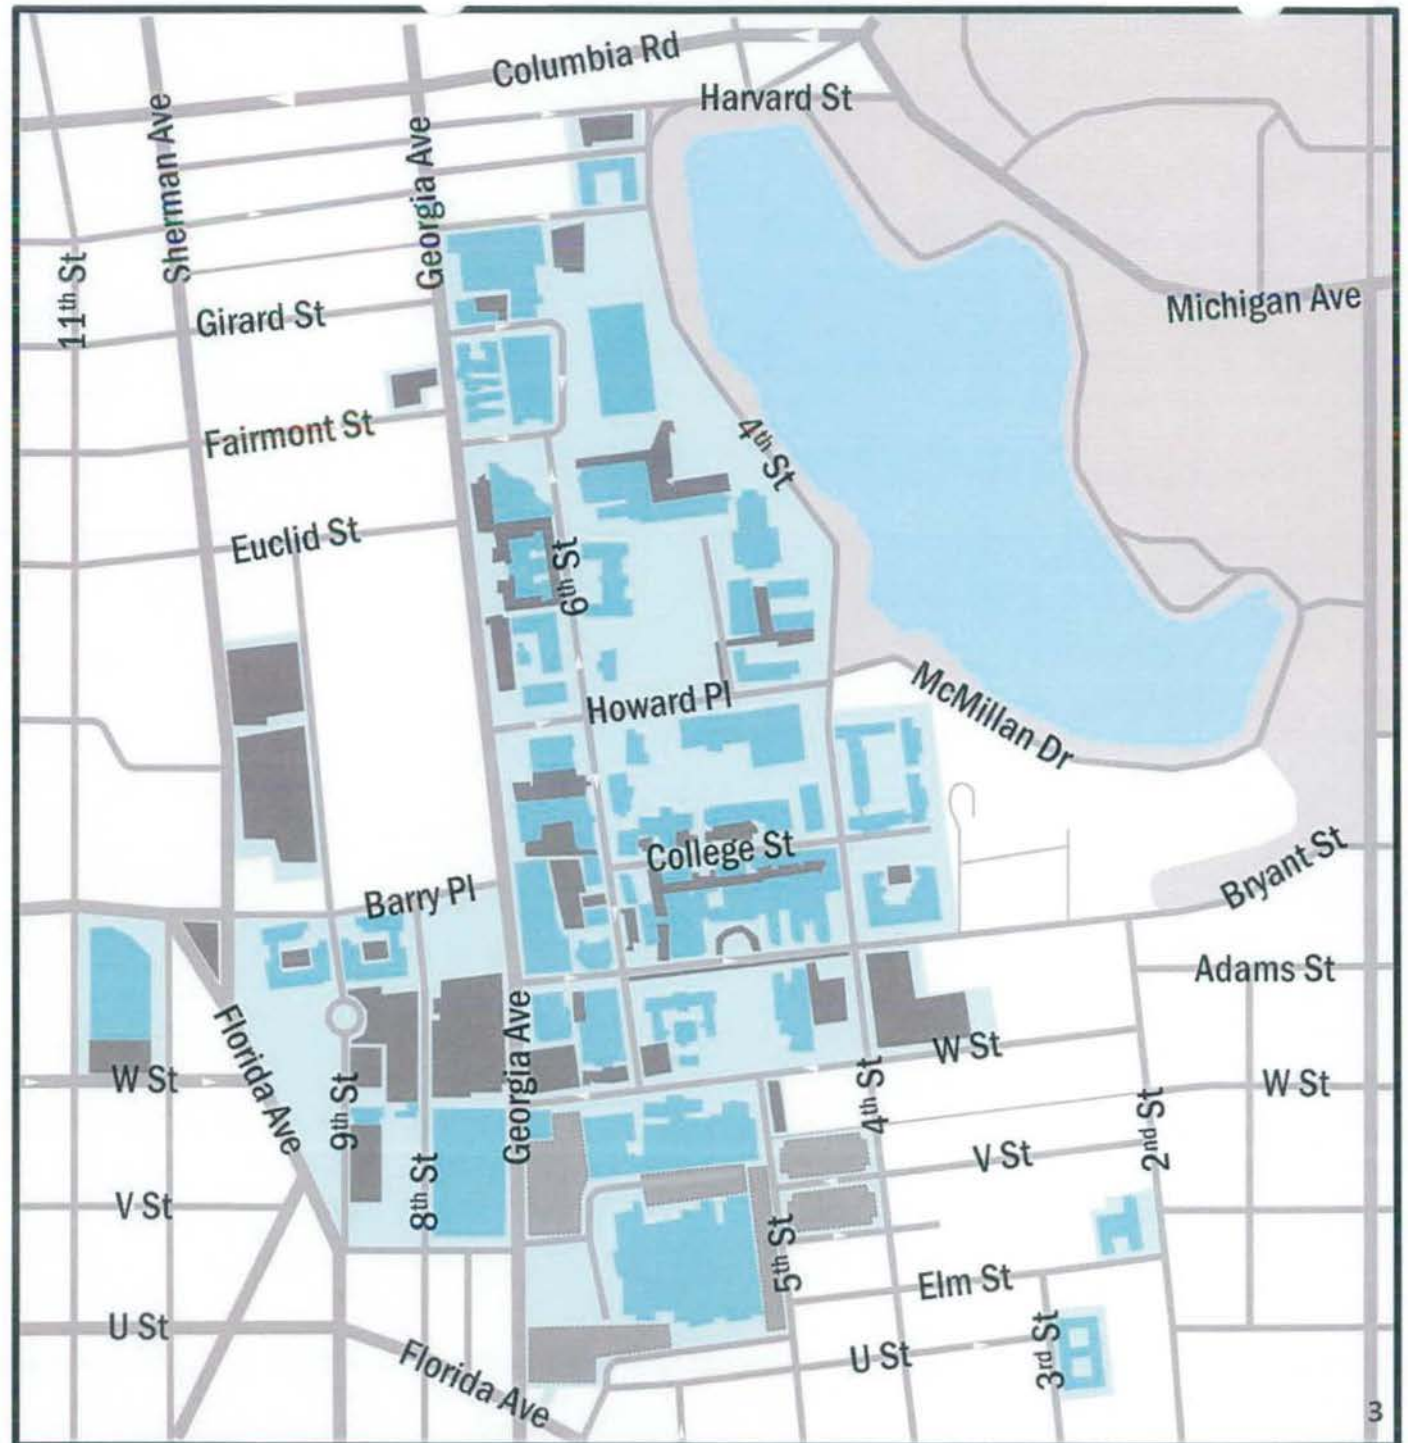 Columbia Rd
Harvard St
Sherman Ave
Georgia Ave
11th St
Girard St
Michigan Ave
Fairmont St
4th St
Euclid St
6th St
Howard Pl
McMillan Dr
College St
Bryant St
Barry Pl
Adams St
Florida Ave
Georgia Ave
W St
W St
W St
9th St
4th St
2nd St
8th St
V St
V St
5th St
Elm St
U St
3rd St
U St
Florida Ave
3